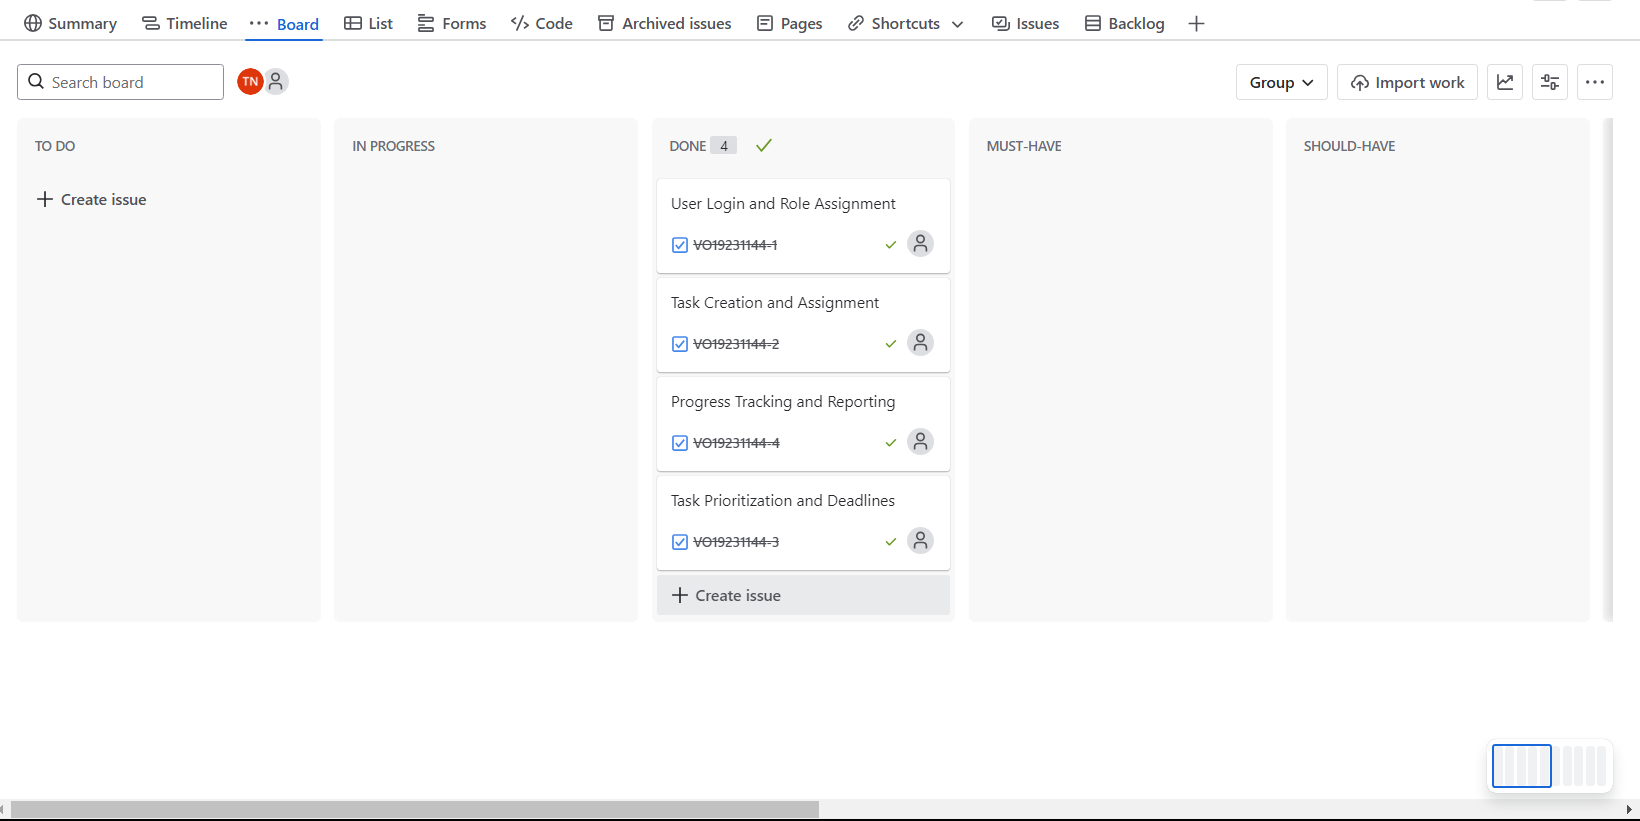 Summary Timeline Board List Forms Code Archived issues Pages Shortcuts Issues Backlog
Search board TN Group Import work
TO DO
Create issue
IN PROGRESS
DONE 4
User Login and Role Assignment
VO19231144-1
Task Creation and Assignment
VO19231144-2
Progress Tracking and Reporting
VO19231144-4
Task Prioritization and Deadlines
VO19231144-3
Create issue
MUST-HAVE
SHOULD-HAVE